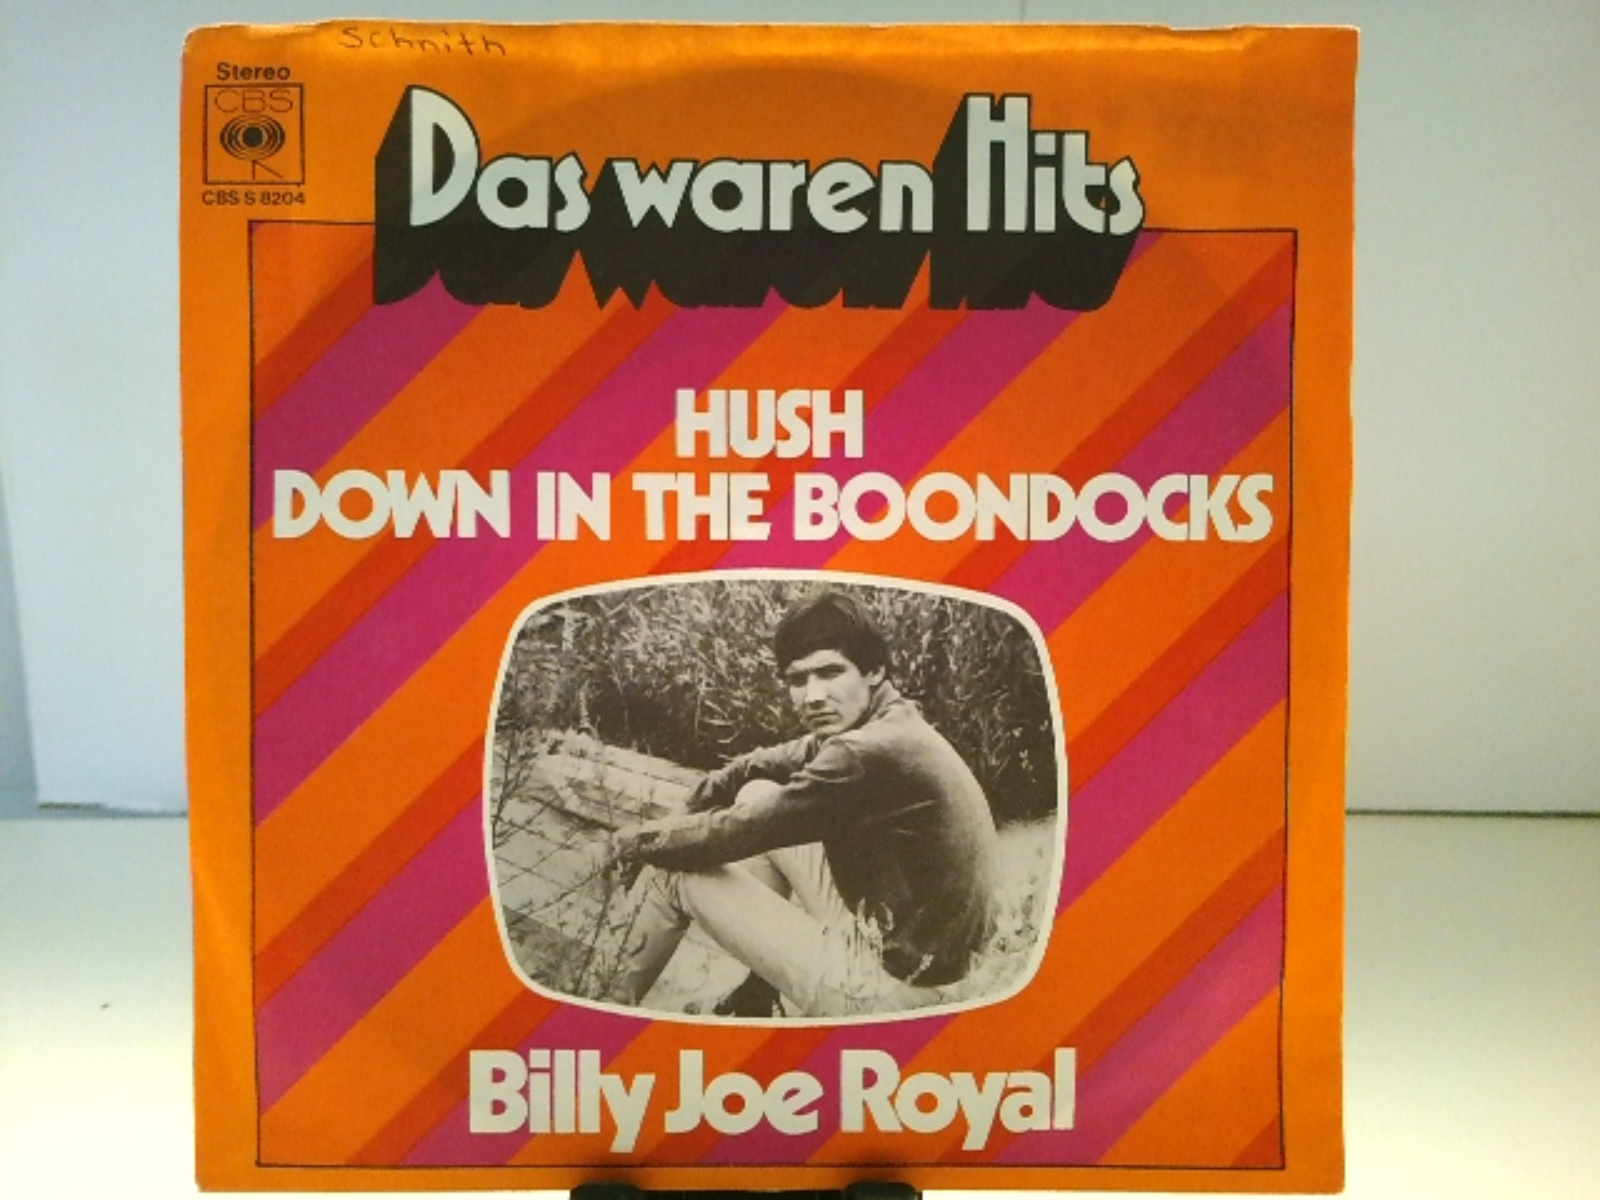 Schnith
Stereo
CBS
CBS S 8204
Das waren Hits
HUSH
DOWN IN THE BOONDOCKS
Billy Joe Royal